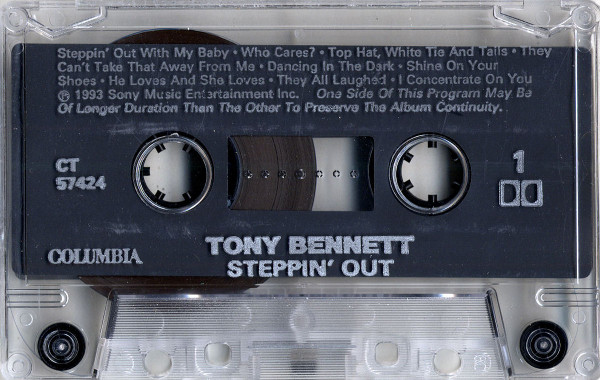 Steppin' Out With My Baby • Who Cares? • Top Hat, White Tie And Tails • They
Can't Take That Away From Me • Dancing In The Dark • Shine On Your
Shoes • He Loves And She Loves • They All Laughed • I Concentrate On You
℗ 1993 Sony Music Entertainment Inc. One Side Of This Program May Be
Of Longer Duration Than The Other To Preserve The Album Continuity.
CT
57424
1
COLUMBIA
TONY BENNETT
STEPPIN' OUT